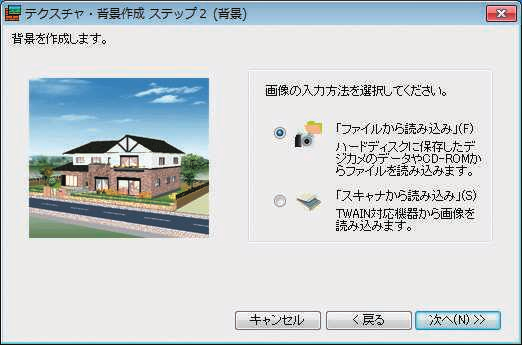 テクスチャ・背景作成 ステップ2 (背景)
背景を作成します。
画像の入力方法を選択してください。
「ファイルから読み込み」(F)
ハードディスクに保存したデ
ジカメのデータやCD-ROMか
らファイルを読み込みます。
「スキャナから読み込み」(S)
TWAIN対応機器から画像を
読み込みます。
キャンセル
< 戻る
次へ(N) >>